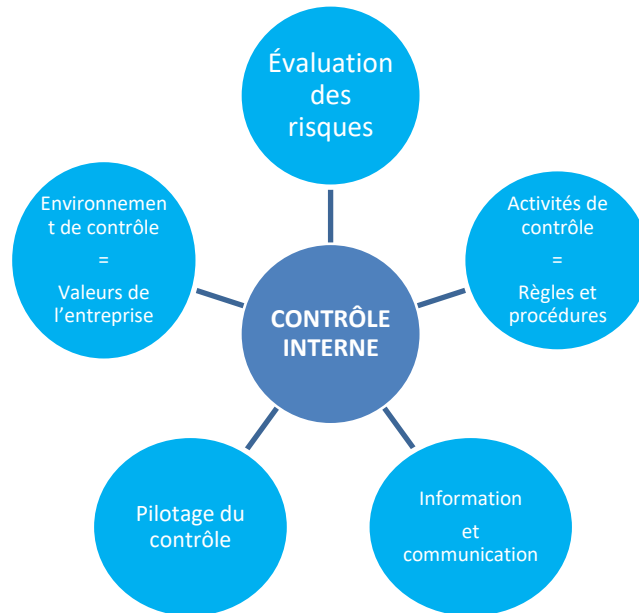 Évaluation
des
risques
Environnemen
t de contrôle
=
Valeurs de
l’entreprise
Activités de
contrôle
=
Règles et
procédures
CONTRÔLE
INTERNE
Pilotage du
contrôle
Information
et
communication